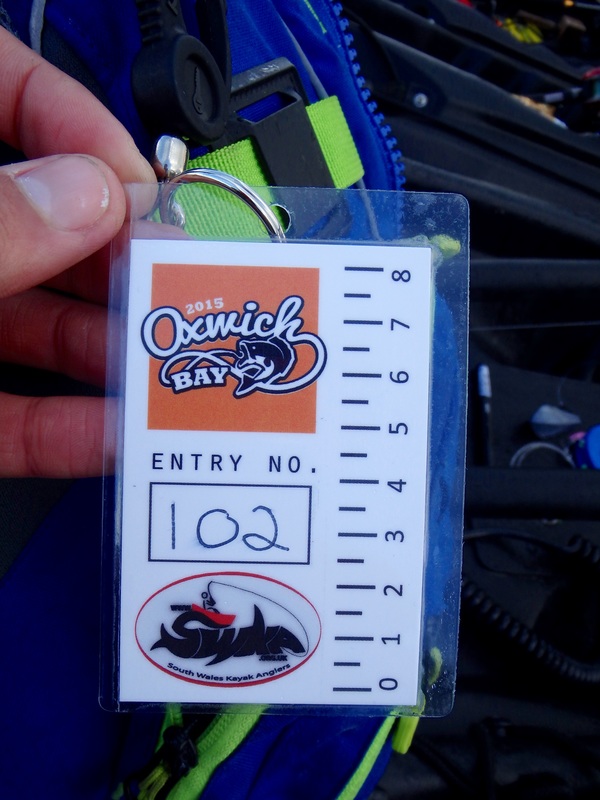 2015
Oxwich
BAY
ENTRY NO.
102
SWKA
South Wales Kayak Anglers
8
7
6
5
4
3
2
1
0